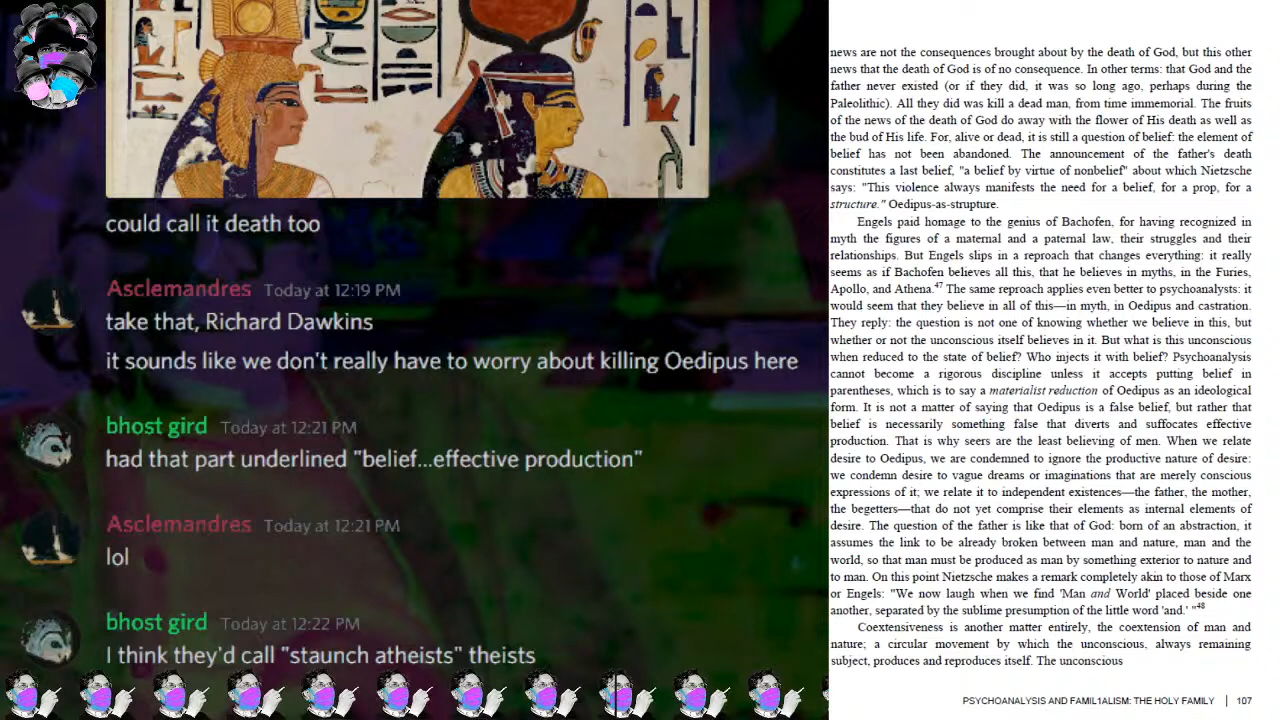 could call it death too
Asclemandres Today at 12:19 PM
take that, Richard Dawkins
it sounds like we don't really have to worry about killing Oedipus here
bhost gird Today at 12:21 PM
had that part underlined "belief...effective production"
Asclemandres Today at 12:21 PM
lol
bhost gird Today at 12:22 PM
I think they'd call "staunch atheists" theists
news are not the consequences brought about by the death of God, but this other
news that the death of God is of no consequence. In other terms: that God and the
father never existed (or if they did, it was so long ago, perhaps during the
Paleolithic). All they did was kill a dead man, from time immemorial. The fruits
of the news of the death of God do away with the flower of His death as well as
the bud of His life. For, alive or dead, it is still a question of belief: the element of
belief has not been abandoned. The announcement of the father's death
constitutes a last belief, "a belief by virtue of nonbelief" about which Nietzsche
says: "This violence always manifests the need for a belief, for a prop, for a
structure." Oedipus-as-strupture.
Engels paid homage to the genius of Bachofen, for having recognized in
myth the figures of a maternal and a paternal law, their struggles and their
relationships. But Engels slips in a reproach that changes everything: it really
seems as if Bachofen believes all this, that he believes in myths, in the Furies,
Apollo, and Athena.47 The same reproach applies even better to psychoanalysts: it
would seem that they believe in all of this—in myth, in Oedipus and castration.
They reply: the question is not one of knowing whether we believe in this, but
whether or not the unconscious itself believes in it. But what is this unconscious
when reduced to the state of belief? Who injects it with belief? Psychoanalysis
cannot become a rigorous discipline unless it accepts putting belief in
parentheses, which is to say a materialist reduction of Oedipus as an ideological
form. It is not a matter of saying that Oedipus is a false belief, but rather that
belief is necessarily something false that diverts and suffocates effective
production. That is why seers are the least believing of men. When we relate
desire to Oedipus, we are condemned to ignore the productive nature of desire:
we condemn desire to vague dreams or imaginations that are merely conscious
expressions of it; we relate it to independent existences—the father, the mother,
the begetters—that do not yet comprise their elements as internal elements of
desire. The question of the father is like that of God: born of an abstraction, it
assumes the link to be already broken between man and nature, man and the
world, so that man must be produced as man by something exterior to nature and
to man. On this point Nietzsche makes a remark completely akin to those of Marx
or Engels: "We now laugh when we find 'Man and World' placed beside one
another, separated by the sublime presumption of the little word 'and.' "48
Coextensiveness is another matter entirely, the coextension of man and
nature; a circular movement by which the unconscious, always remaining
subject, produces and reproduces itself. The unconscious
PSYCHOANALYSIS AND FAMIL1ALISM: THE HOLY FAMILY | 107